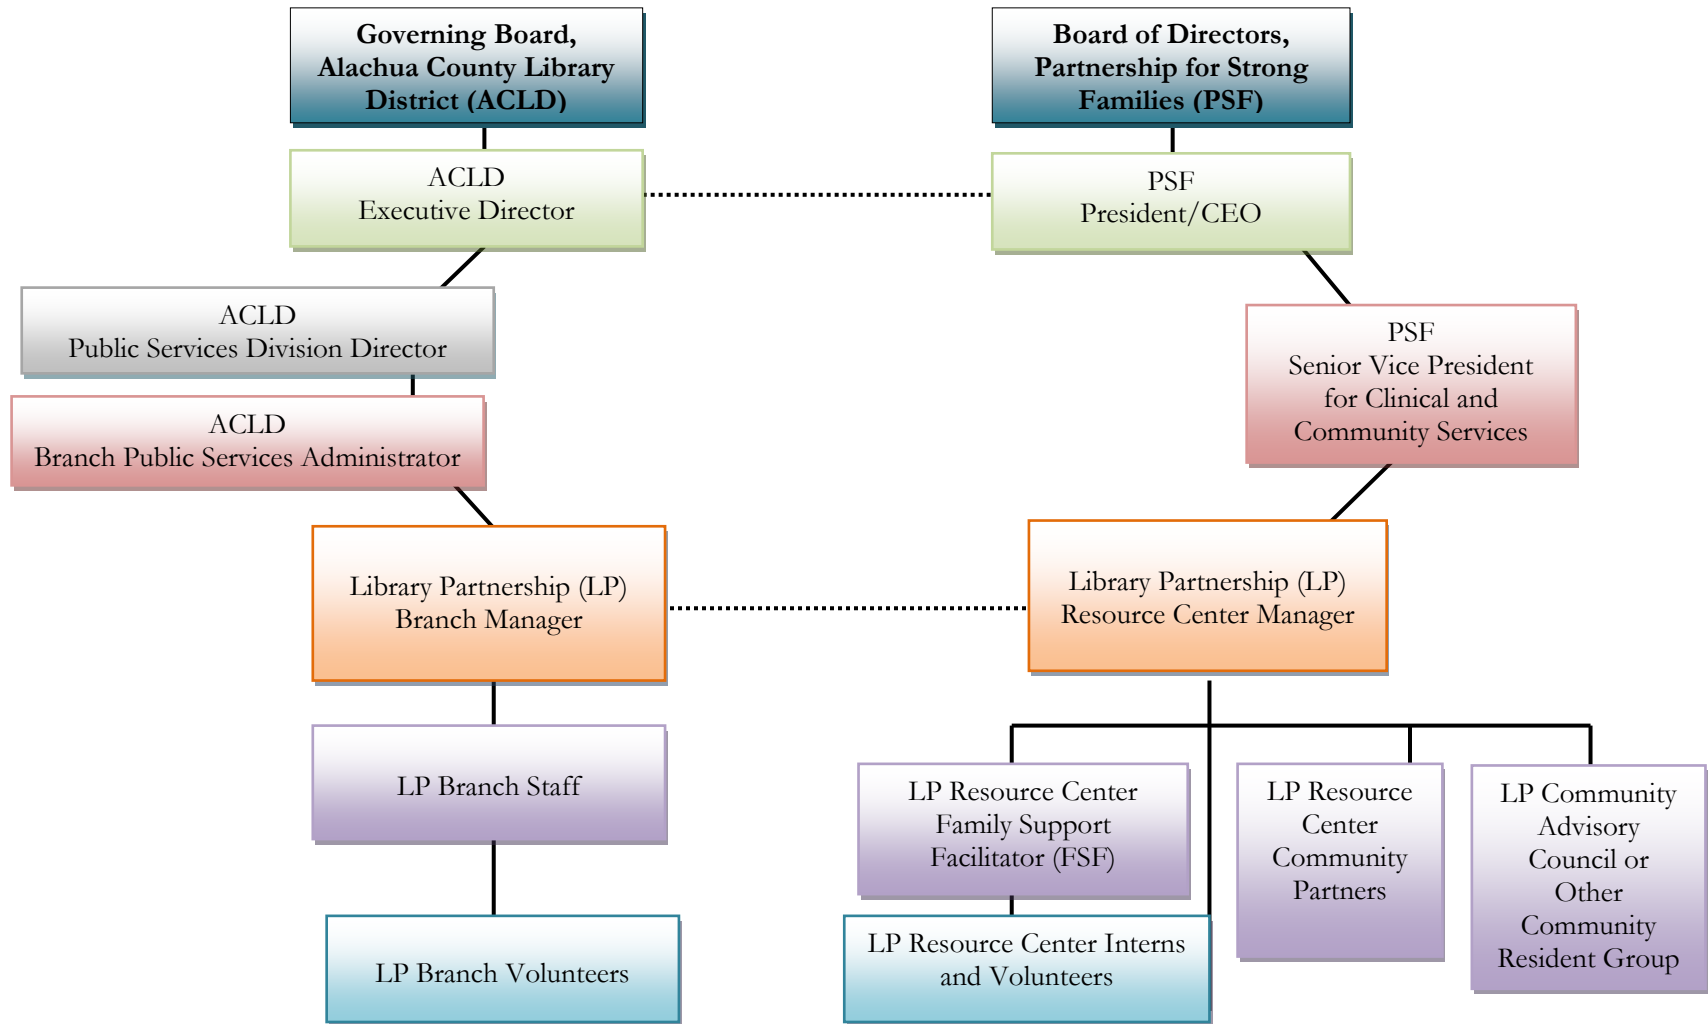 Governing Board,
Alachua County Library
District (ACLD)
Board of Directors,
Partnership for Strong
Families (PSF)
ACLD
Executive Director
PSF
President/CEO
ACLD
Public Services Division Director
PSF
Senior Vice President
for Clinical and
Community Services
ACLD
Branch Public Services Administrator
Library Partnership (LP)
Branch Manager
Library Partnership (LP)
Resource Center Manager
LP Branch Staff
LP Resource Center
Family Support
Facilitator (FSF)
LP Resource
Center
Community
Partners
LP Community
Advisory
Council or
Other
Community
Resident Group
LP Branch Volunteers
LP Resource Center Interns
and Volunteers